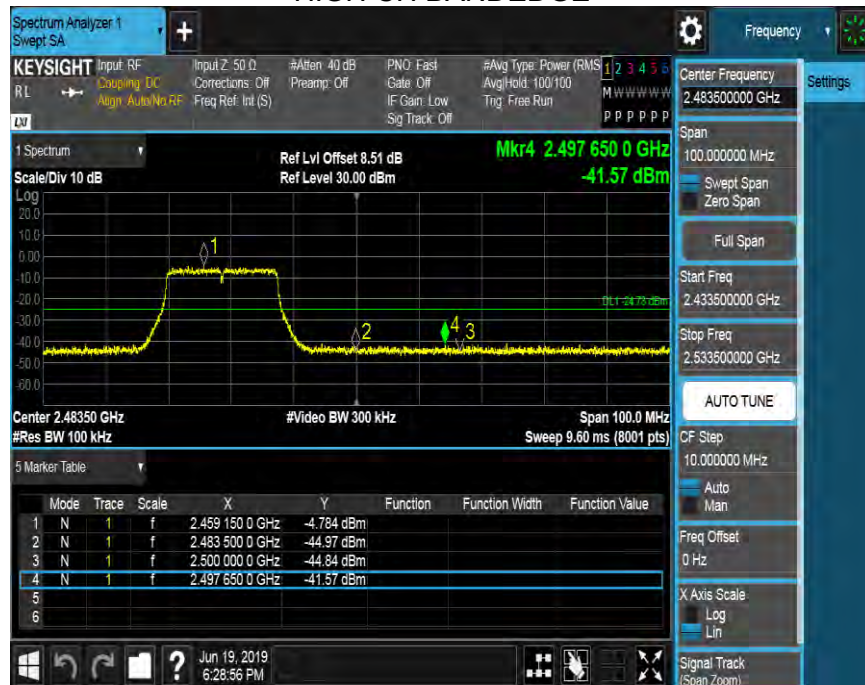 Spectrum Analyzer 1
Swept SA
+
Frequency
KEYSIGHT Input: RF
RL
Coupling: DC
Align: Auto/No RF
LXI
Input Z: 50 Ω
Corrections: Off
Freq Ref: Int (S)
#Atten: 40 dB
Preamp: Off
PNO: Fast
Gate: Off
IF Gain: Low
Sig Track: Off
#Avg Type: Power (RMS
Avg|Hold: 100/100
Trig: Free Run
1 2 3 4 5 6
M W W W W W
P P P P P P
Center Frequency
2.483500000 GHz
Settings
1 Spectrum
Scale/Div 10 dB
Ref Lvl Offset 8.51 dB
Ref Level 30.00 dBm
Mkr4 2.497 650 0 GHz
-41.57 dBm
Span
100.000000 MHz
Swept Span
Zero Span
Full Span
Start Freq
2.433500000 GHz
Stop Freq
2.533500000 GHz
AUTO TUNE
CF Step
10.000000 MHz
Auto
Man
Freq Offset
0 Hz
X Axis Scale
Log
Lin
Signal Track
(Span Zoom)
Log
20.0
10.0
0.00
-10.0
-20.0
-30.0
-40.0
-50.0
-60.0
1
2
4
3
DL1 -24.78 dBm
Center 2.48350 GHz
#Video BW 300 kHz
Span 100.0 MHz
#Res BW 100 kHz
Sweep 9.60 ms (8001 pts)
5 Marker Table
Mode Trace Scale X Y Function Function Width Function Value
1 N 1 f 2.459 150 0 GHz -4.784 dBm
2 N 1 f 2.483 500 0 GHz -44.97 dBm
3 N 1 f 2.500 000 0 GHz -44.84 dBm
4 N 1 f 2.497 650 0 GHz -41.57 dBm
5
6
?
Jun 19, 2019
6:28:56 PM